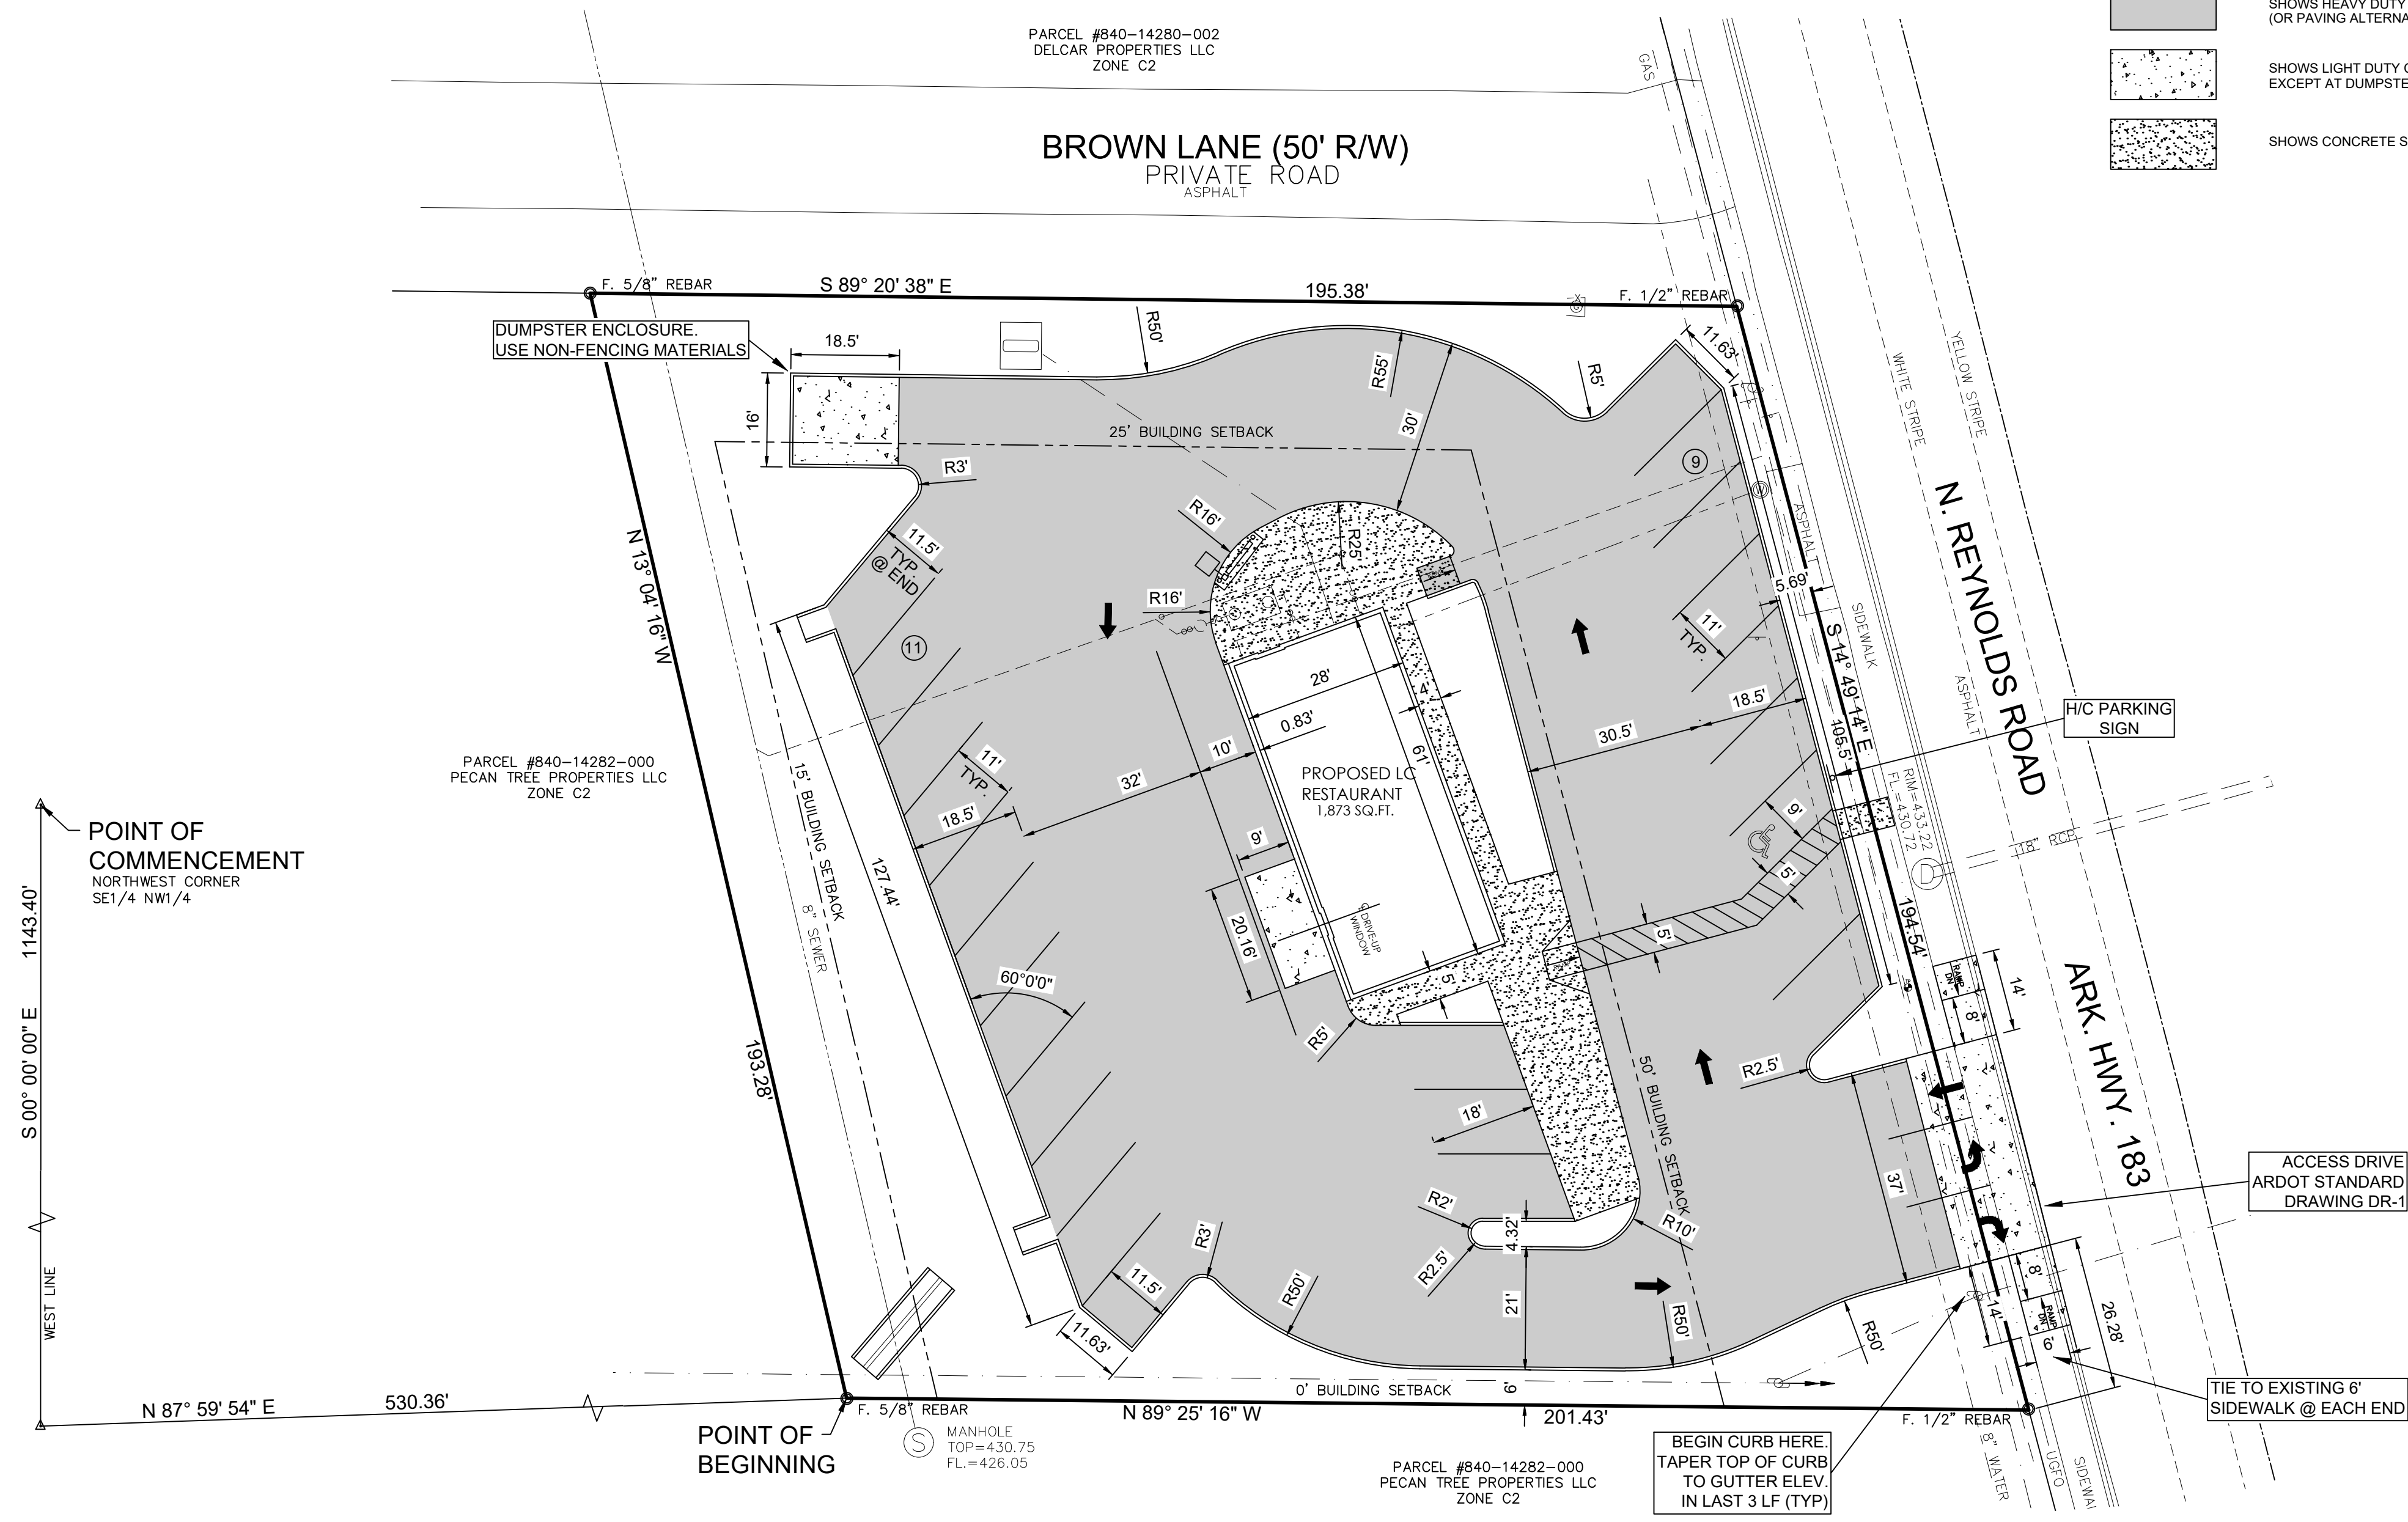 SHOWS HEAVY DUTY
(OR PAVING ALTERNA
SHOWS LIGHT DUTY
EXCEPT AT DUMPSTE
SHOWS CONCRETE S
PARCEL #840-14280-002
DELCAR PROPERTIES LLC
ZONE C2
GAS
BROWN LANE (50' R/W)
PRIVATE ROAD
ASPHALT
F. 5/8" REBAR
S 89° 20' 38" E
195.38'
F. 1/2" REBAR
DUMPSTER ENCLOSURE.
USE NON-FENCING MATERIALS
18.5'
16'
R50'
R55'
30'
R5'
11.63'
WHITE STRIPE
YELLOW STRIPE
25' BUILDING SETBACK
R3'
9
11.5'
TYP.
@ END
R16'
R25'
R16'
11
N 13° 04' 16" W
ASPHALT
5.69'
SIDEWALK
11'
TYP.
S 14° 49' 14" E
105.5'
N. REYNOLDS ROAD
ASPHALT
H/C PARKING
SIGN
28'
4'
0.83'
10'
61'
18.5'
30.5'
32'
PROPOSED LC
RESTAURANT
1,873 SQ.FT.
11'
TYP.
18.5'
PARCEL #840-14282-000
PECAN TREE PROPERTIES LLC
ZONE C2
15' BUILDING SETBACK
8" SEWER
127.44'
POINT OF
COMMENCEMENT
NORTHWEST CORNER
SE1/4 NW1/4
S 00° 00' 00" E
1143.40'
WEST LINE
9'
20.16'
DRIVE-UP
WINDOW
9'
5'
RIM=433.22
FL.=430.72
D
18" RCP
194.54'
5'
5'
60°0'0"
R5'
RAMP
DN
8'
14'
ARK. HWY. 183
193.28'
50' BUILDING SETBACK
R2.5'
18'
37'
ACCESS DRIVE
ARDOT STANDARD
DRAWING DR-1
R2'
4.32'
R10'
R2.5'
R3'
11.5'
R50'
21'
R50'
R50'
11.63'
8'
14'
RAMP
DN
6'
26.28'
0' BUILDING SETBACK
6'
N 87° 59' 54" E
530.36'
F. 5/8" REBAR
N 89° 25' 16" W
201.43'
F. 1/2" REBAR
TIE TO EXISTING 6'
SIDEWALK @ EACH END
POINT OF
BEGINNING
S
MANHOLE
TOP=430.75
FL.=426.05
PARCEL #840-14282-000
PECAN TREE PROPERTIES LLC
ZONE C2
BEGIN CURB HERE.
TAPER TOP OF CURB
TO GUTTER ELEV.
IN LAST 3 LF (TYP)
8" WATER
UGFO
SIDEWA